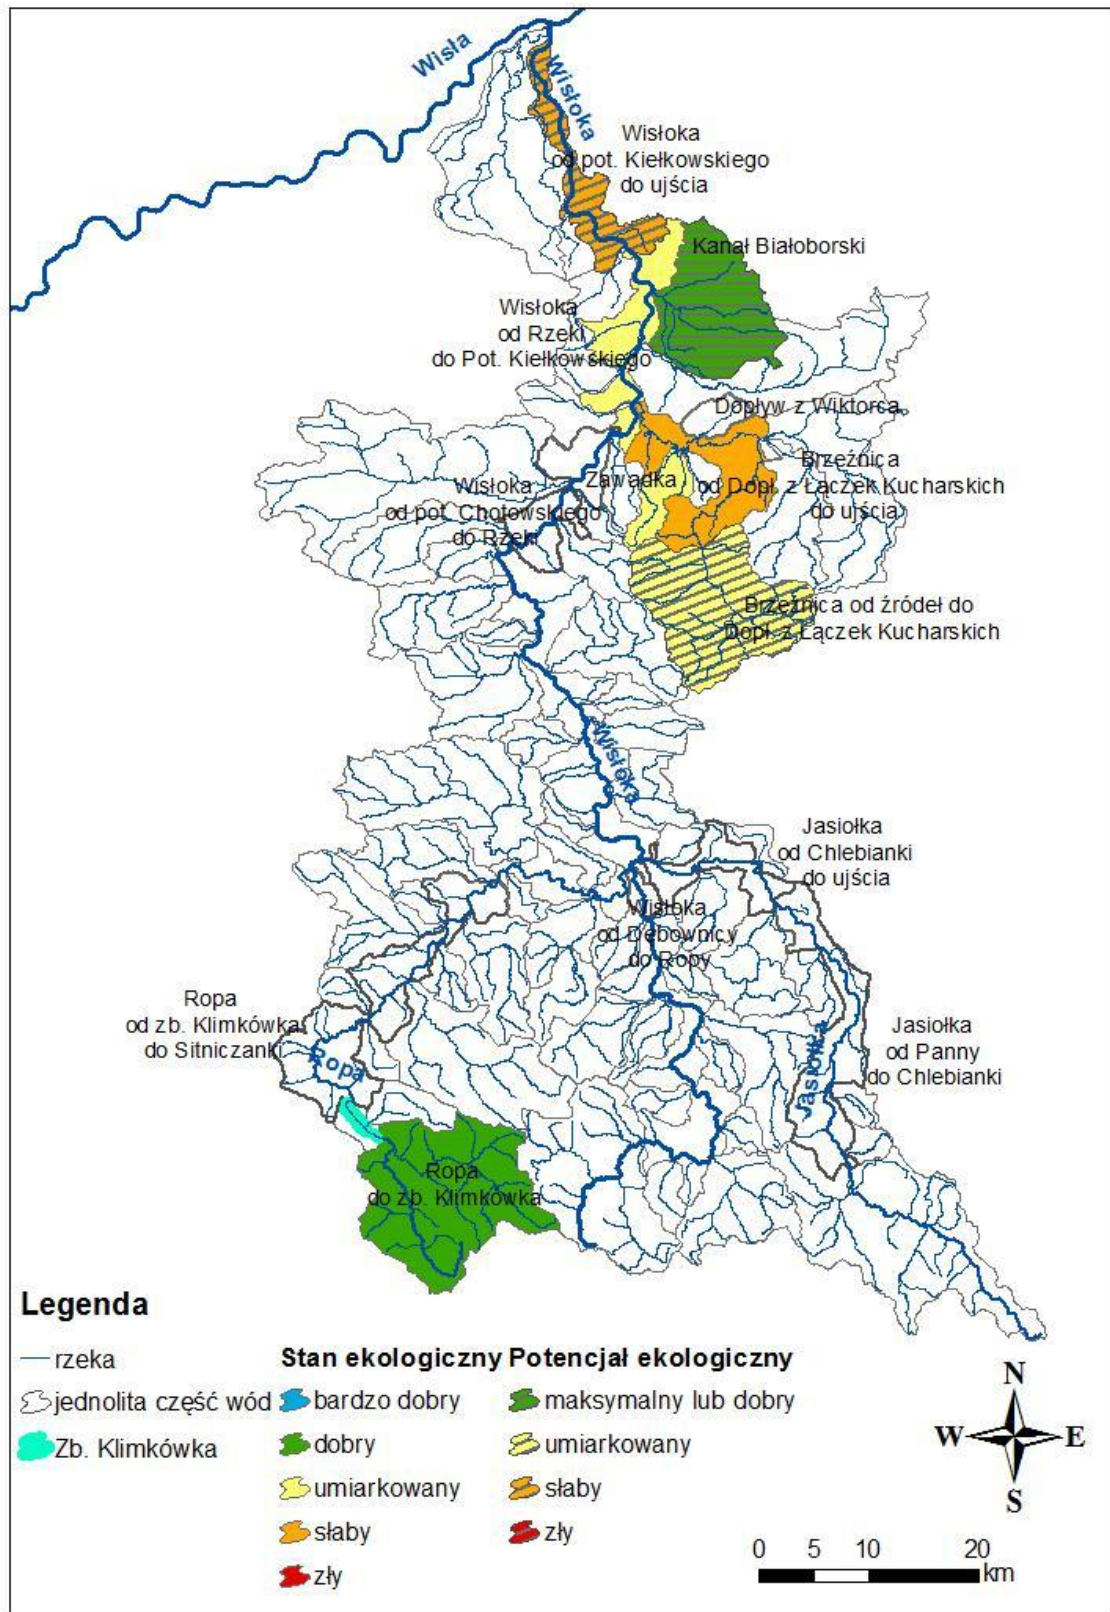 Wisła
Wisłoka
Wisłoka
od pot. Kiełkowskiego
do ujścia
Kanał Białoborski
Wisłoka
od Rzeki
do Pot. Kiełkowskiego
Dopływ z Wiktorca
Brzeźnica
od Dopł. z Łączek Kucharskich
do ujścia
Zawadka
Wisłoka
od pot. Chotowskiego
do Rzeki
Brzeźnica od źródeł do
Dopł. z Łączek Kucharskich
Wisłoka
Jasiołka
od Chlebianki
do ujścia
Wisłoka
od Dębownicy
do Ropy
Ropa
od zb. Klimkówka
do Sitniczanki
Ropa
Jasiołka
od Panny
do Chlebianki
Jasiołka
Ropa
do zb. Klimkówka
Legenda
rzeka
jednolita część wód
Zb. Klimkówka
Stan ekologiczny
bardzo dobry
dobry
umiarkowany
słaby
zły
Potencjał ekologiczny
maksymalny lub dobry
umiarkowany
słaby
zły
N
W E
S
0 5 10 20
km